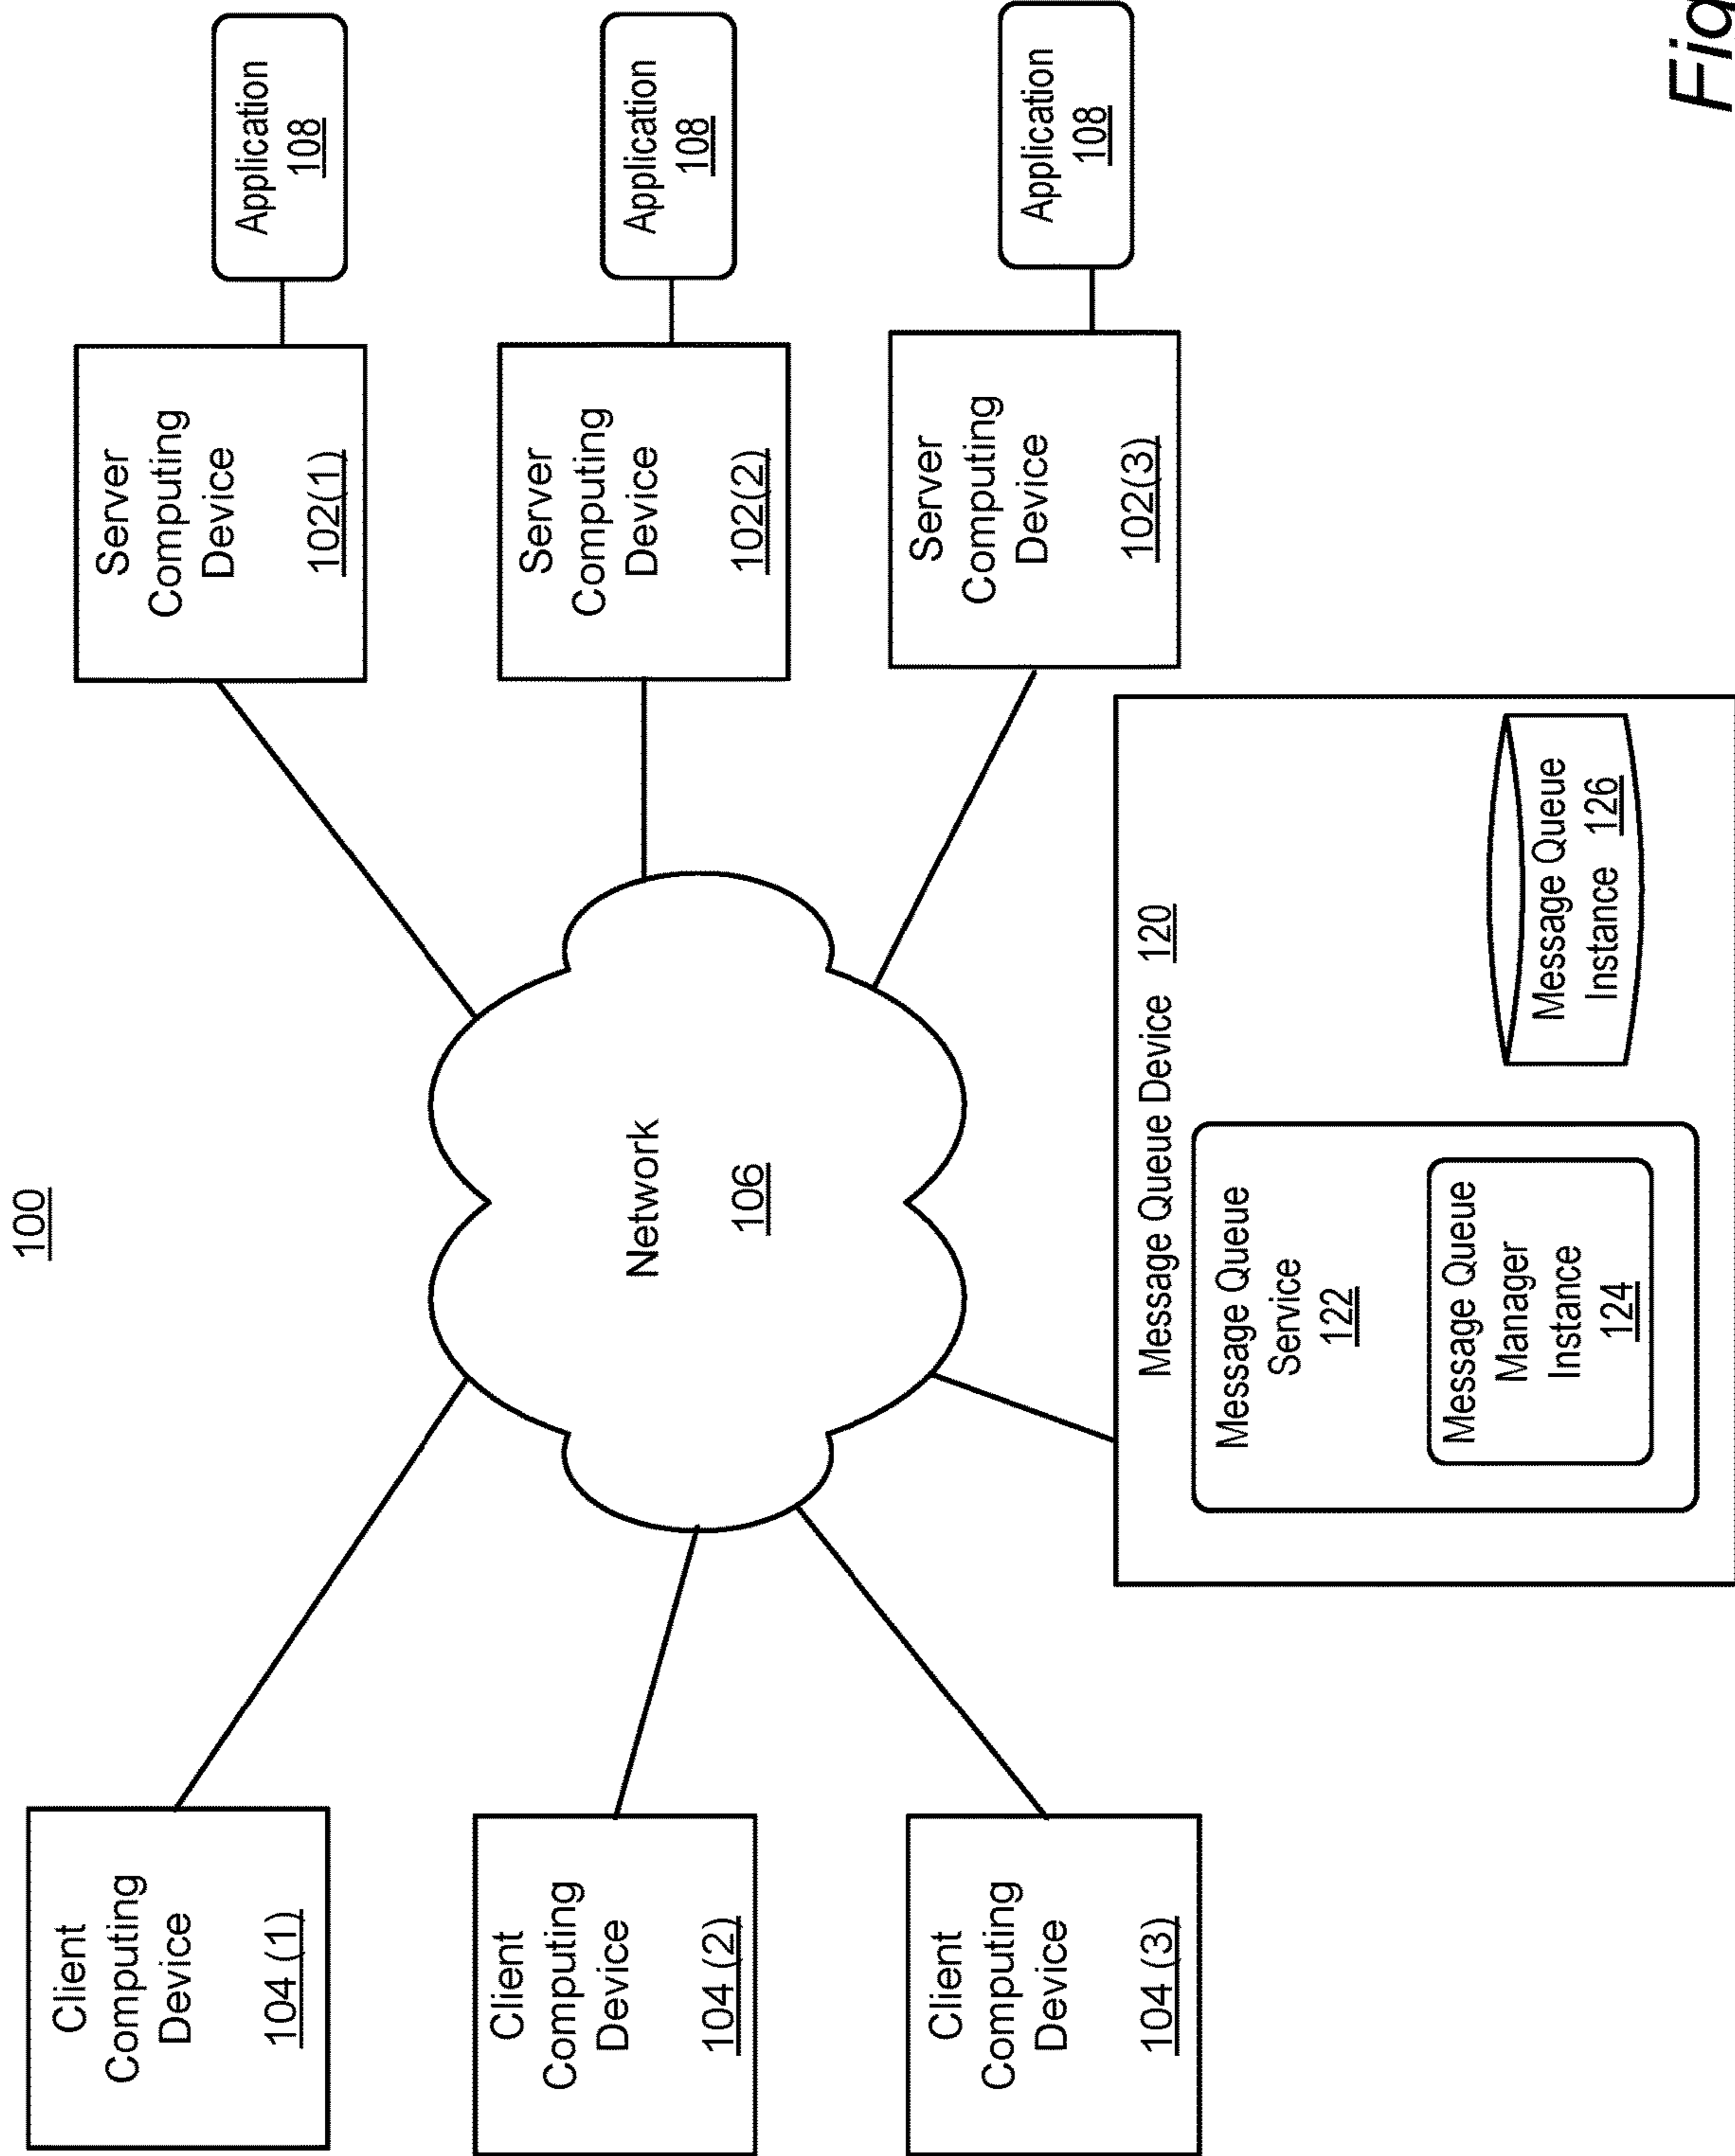 100
Client
Computing
Device
104 (1)
Client
Computing
Device
104 (2)
Client
Computing
Device
104 (3)
Network
106
Server
Computing
Device
102(1)
Application
108
Server
Computing
Device
102(2)
Application
108
Server
Computing
Device
102(3)
Application
108
Message Queue Device 120
Message Queue
Service
122
Message Queue
Manager
Instance
124
Message Queue
Instance 126
Fig